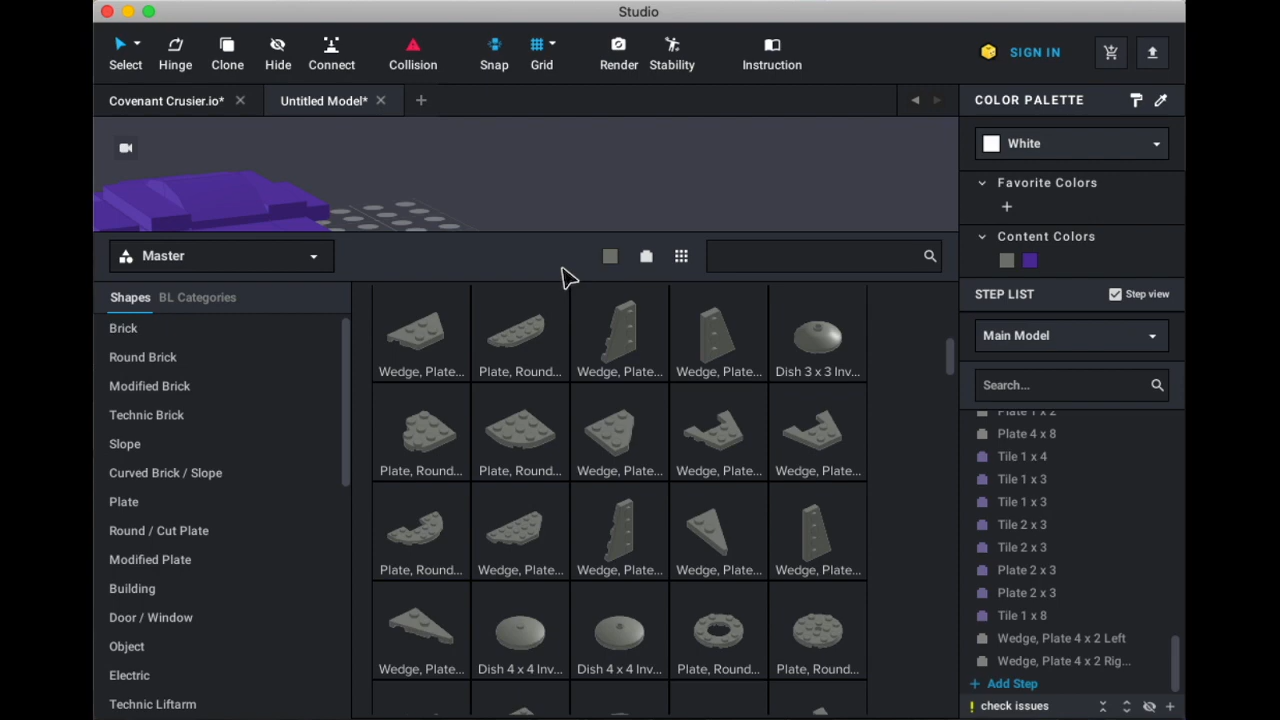 Studio
Select
Hinge
Clone
Hide
Connect
Collision
Snap
Grid
Render
Stability
Instruction
SIGN IN
Covenant Crusier.io*
Untitled Model*
COLOR PALETTE
White
Favorite Colors
Content Colors
STEP LIST
Step view
Main Model
Search...
Plate 1 x 2
Plate 4 x 8
Tile 1 x 4
Tile 1 x 3
Tile 1 x 3
Tile 2 x 3
Tile 2 x 3
Plate 2 x 3
Plate 2 x 3
Tile 1 x 8
Wedge, Plate 4 x 2 Left
Wedge, Plate 4 x 2 Rig...
Add Step
check issues
Master
Shapes
BL Categories
Brick
Round Brick
Modified Brick
Technic Brick
Slope
Curved Brick / Slope
Plate
Round / Cut Plate
Modified Plate
Building
Door / Window
Object
Electric
Technic Liftarm
Wedge, Plate...
Plate, Round...
Wedge, Plate...
Wedge, Plate...
Dish 3 x 3 Inv...
Plate, Round...
Plate, Round...
Wedge, Plate...
Wedge, Plate...
Wedge, Plate...
Plate, Round...
Wedge, Plate...
Wedge, Plate...
Wedge, Plate...
Wedge, Plate...
Wedge, Plate...
Dish 4 x 4 Inv...
Dish 4 x 4 Inv...
Plate, Round...
Plate, Round...